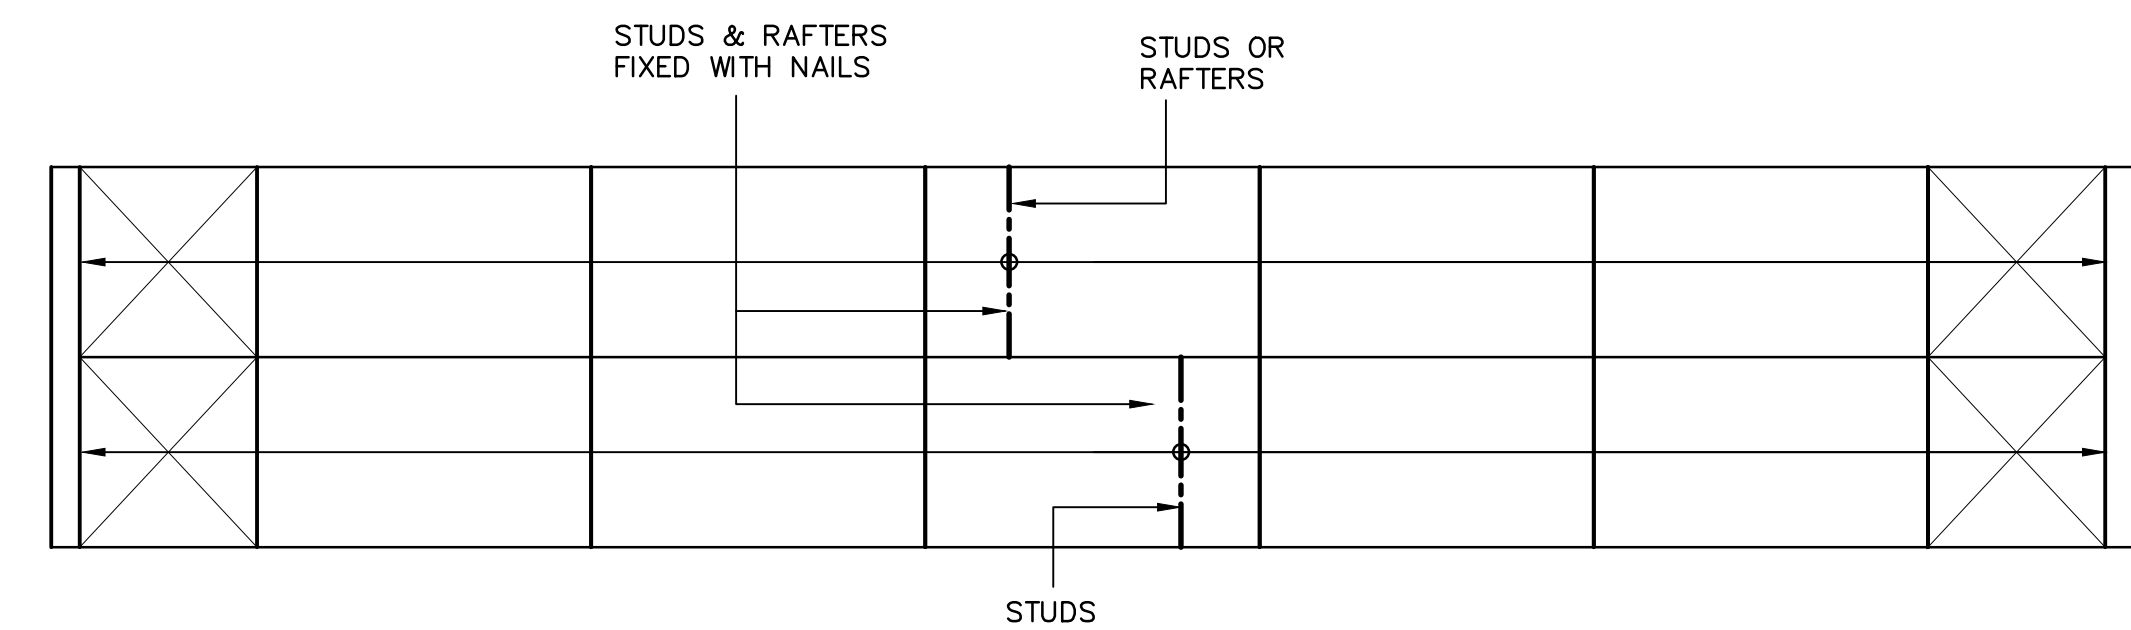 STUDS & RAFTERS
FIXED WITH NAILS
STUDS OR
RAFTERS
STUDS